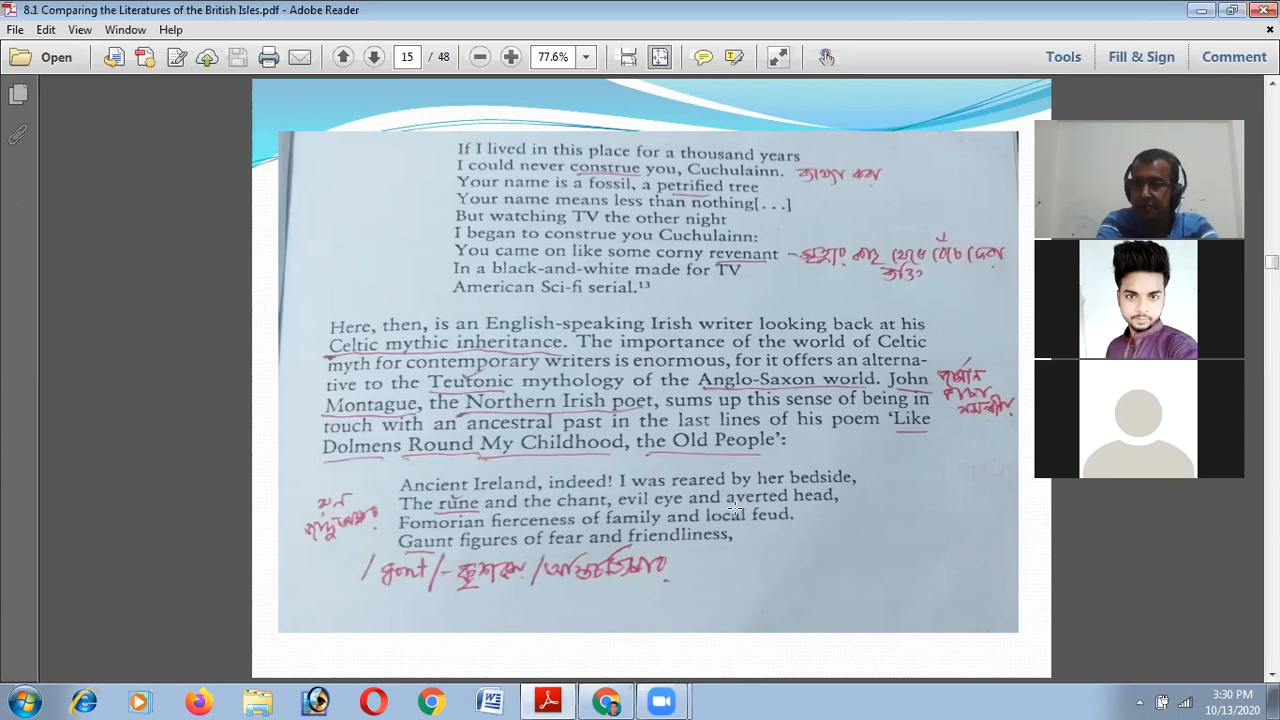 8.1 Comparing the Literatures of the British Isles.pdf - Adobe Reader
File Edit View Window Help
Open 15 / 48 77.6% Tools Fill & Sign Comment
If I lived in this place for a thousand years
I could never construe you, Cuchulainn. ব্যাখ্যা করা
Your name is a fossil, a petrified tree
Your name means less than nothing[...]
But watching TV the other night
I began to construe you Cuchulainn:
You came on like some corny revenant
In a black-and-white made for TV
American Sci-fi serial.¹³
Here, then, is an English-speaking Irish writer looking back at his
Celtic mythic inheritance. The importance of the world of Celtic
myth for contemporary writers is enormous, for it offers an alterna-
tive to the Teutonic mythology of the Anglo-Saxon world. John
Montague, the Northern Irish poet, sums up this sense of being in
touch with an ancestral past in the last lines of his poem 'Like
Dolmens Round My Childhood, the Old People':
Ancient Ireland, indeed! I was reared by her bedside,
The rune and the chant, evil eye and averted head,
Fomorian fierceness of family and local feud.
Gaunt figures of fear and friendliness,
/gont/-
3:30 PM
10/13/2020